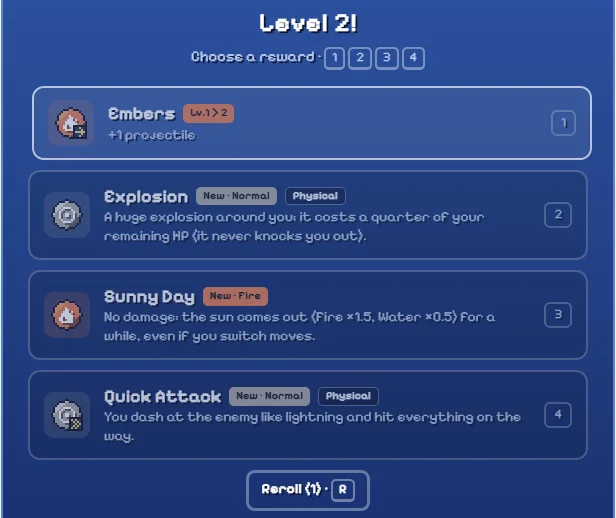 Level 2!
Choose a reward · 1 2 3 4
Embers Lv.1 > 2
+1 projectile
1
Explosion New · Normal Physical
A huge explosion around you: it costs a quarter of your
remaining HP (it never knocks you out).
2
Sunny Day New · Fire
No damage: the sun comes out (Fire ×1.5, Water ×0.5) for a
while, even if you switch moves.
3
Quick Attack New · Normal Physical
You dash at the enemy like lightning and hit everything on the
way.
4
Reroll (1) · R